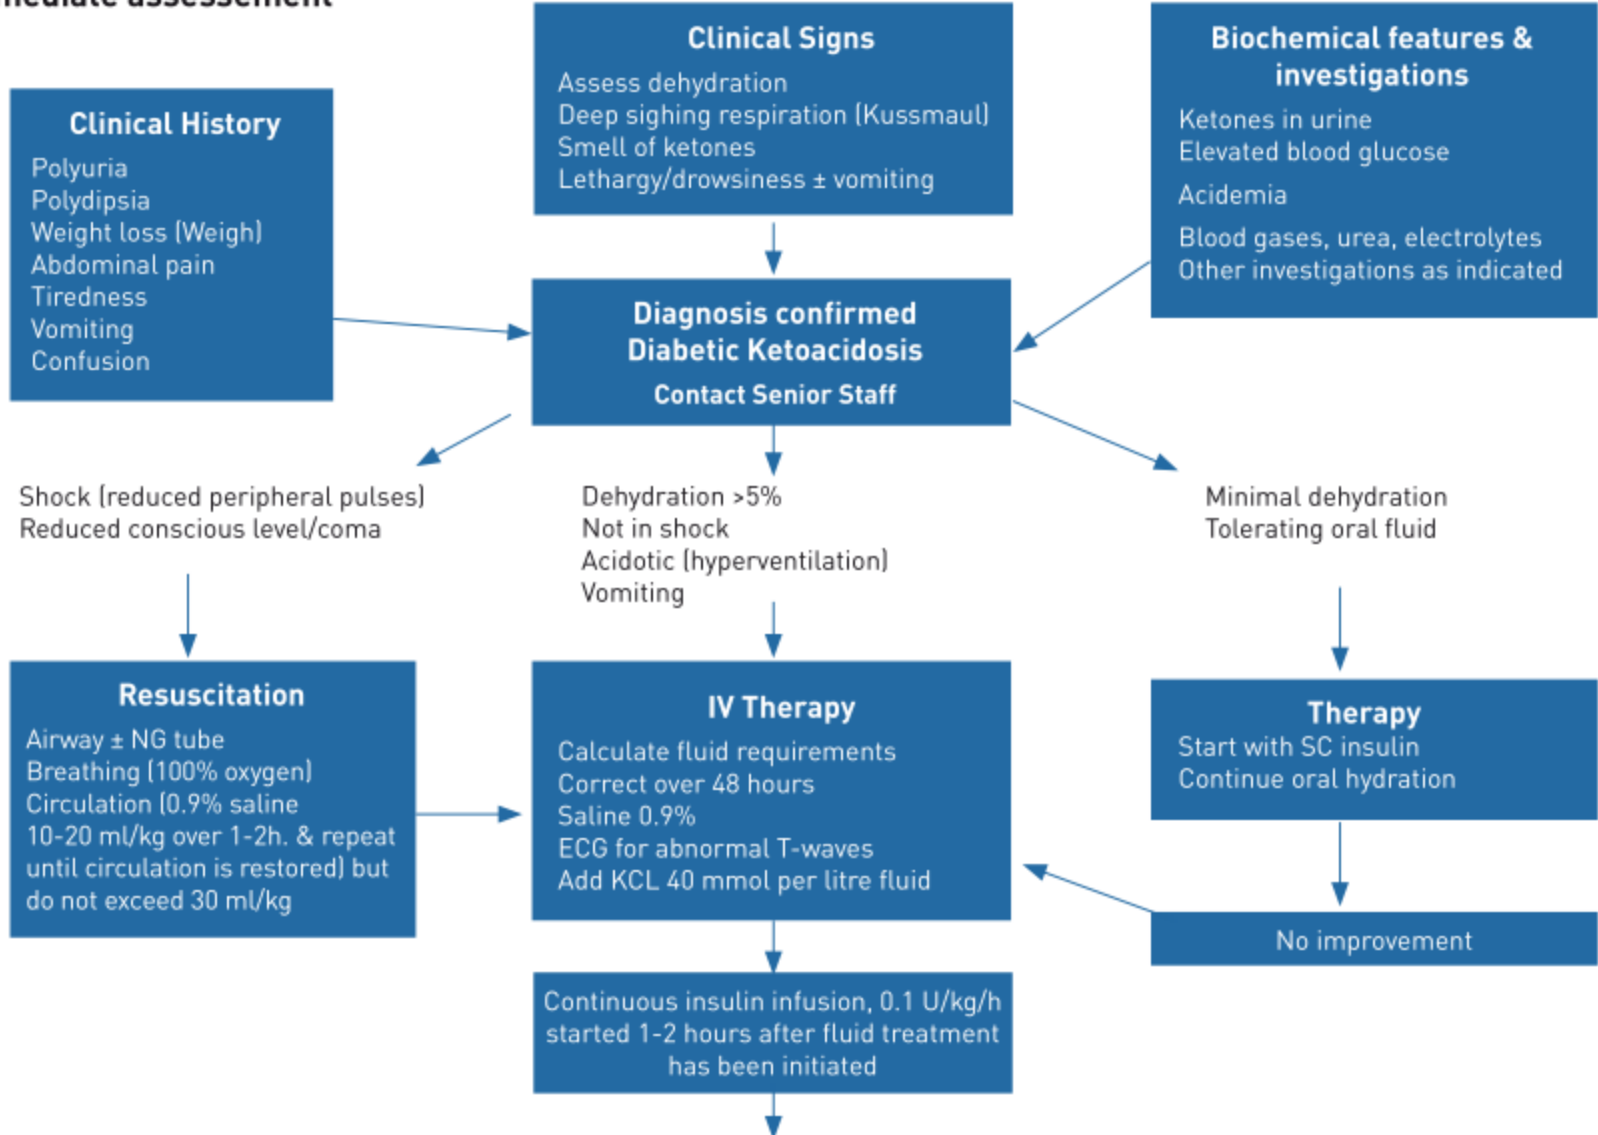 assessement
Clinical History
Polyuria
Polydipsia
Weight loss (Weigh)
Abdominal pain
Tiredness
Vomiting
Confusion
Clinical Signs
Assess dehydration
Deep sighing respiration (Kussmaul)
Smell of ketones
Lethargy/drowsiness ± vomiting
Biochemical features &
investigations
Ketones in urine
Elevated blood glucose
Acidemia
Blood gases, urea, electrolytes
Other investigations as indicated
Diagnosis confirmed
Diabetic Ketoacidosis
Contact Senior Staff
Shock (reduced peripheral pulses)
Reduced conscious level/coma
Dehydration >5%
Not in shock
Acidotic (hyperventilation)
Vomiting
Minimal dehydration
Tolerating oral fluid
Resuscitation
Airway ± NG tube
Breathing (100% oxygen)
Circulation (0.9% saline
10-20 ml/kg over 1-2h. & repeat
until circulation is restored) but
do not exceed 30 ml/kg
IV Therapy
Calculate fluid requirements
Correct over 48 hours
Saline 0.9%
ECG for abnormal T-waves
Add KCL 40 mmol per litre fluid
Therapy
Start with SC insulin
Continue oral hydration
No improvement
Continuous insulin infusion, 0.1 U/kg/h
started 1-2 hours after fluid treatment
has been initiated